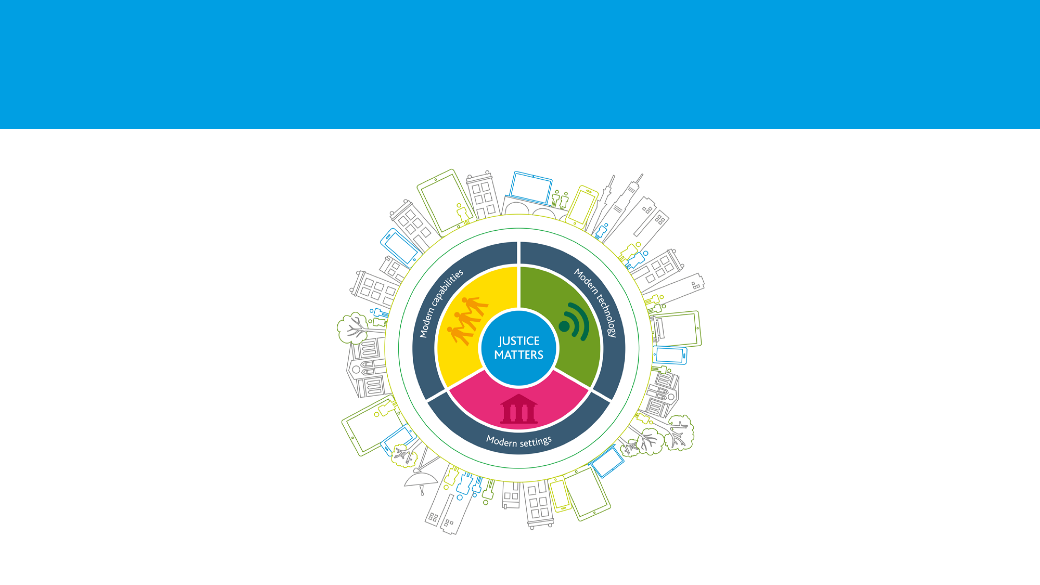 Modern capabilities
Modern technology
JUSTICE
MATTERS
Modern settings